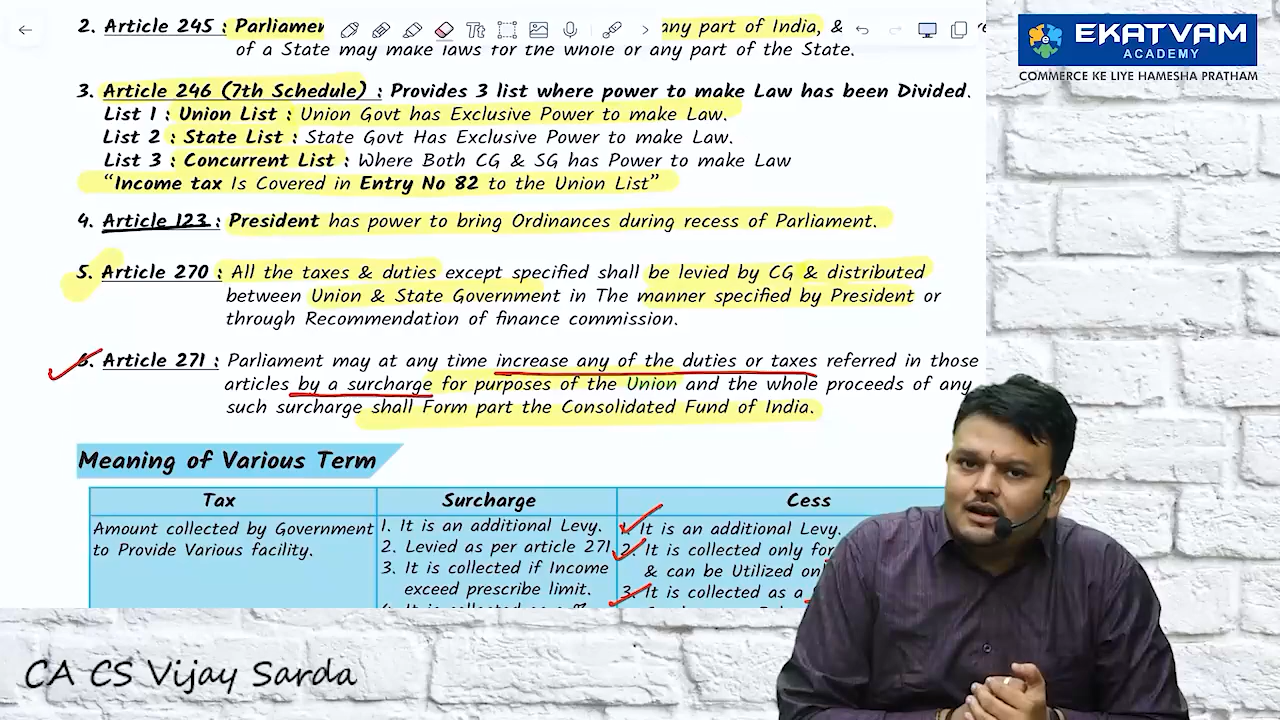 2. Article 245 : Parliamen any part of India, &
of a State may make laws for the whole or any part of the State.
3. Article 246 (7th Schedule) : Provides 3 list where power to make Law has been Divided.
List 1 : Union List : Union Govt has Exclusive Power to make Law.
List 2 : State List : State Govt Has Exclusive Power to make Law.
List 3 : Concurrent List : Where Both CG & SG has Power to make Law
"Income tax Is Covered in Entry No 82 to the Union List"
4. Article 123 : President has power to bring Ordinances during recess of Parliament.
5. Article 270 : All the taxes & duties except specified shall be levied by CG & distributed
between Union & State Government in The manner specified by President or
through Recommendation of finance commission.
6. Article 271 : Parliament may at any time increase any of the duties or taxes referred in those
articles by a surcharge for purposes of the Union and the whole proceeds of any
such surcharge shall Form part the Consolidated Fund of India.
Meaning of Various Term
Tax Surcharge Cess
Amount collected by Government
to Provide Various facility.
1. It is an additional Levy.
2. Levied as per article 271
3. It is collected if Income
exceed prescribe limit.
It is an additional Levy.
2. It is collected only for
& can be Utilized onl
3. It is collected as a
EKATVAM
ACADEMY
COMMERCE KE LIYE HAMESHA PRATHAM
CA CS Vijay Sarda